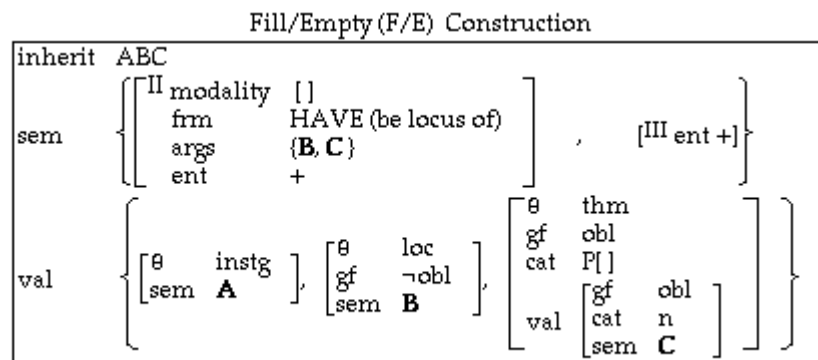 Fill/Empty (F/E) Construction
inherit ABC
II modality [ ]
frm HAVE (be locus of)
sem , [III ent +]
args {B, C}
ent +
θ thm
gf obl
θ loc cat P[ ]
θ instg , gf ¬obl ,
val sem A sem B gf obl
val cat n
sem C